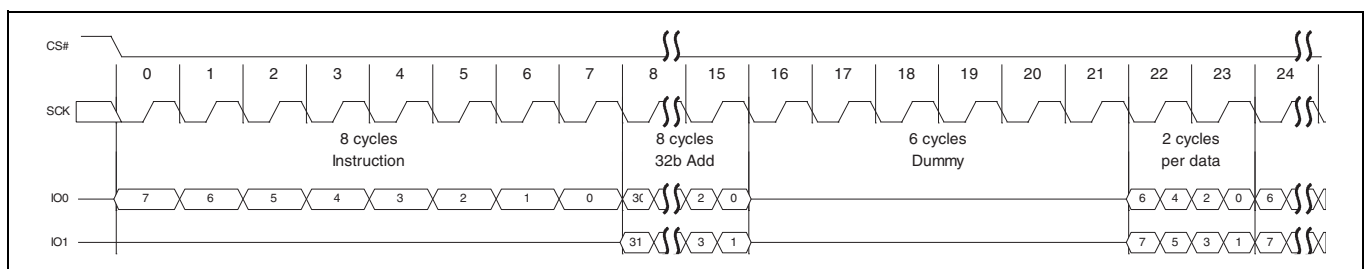 CS#
0 1 2 3 4 5 6 7 8 15 16 17 18 19 20 21 22 23 24
SCK
8 cycles 8 cycles 6 cycles 2 cycles
Instruction 32b Add Dummy per data
IO0 7 6 5 4 3 2 1 0 30 2 0 6 4 2 0 6
IO1 31 3 1 7 5 3 1 7